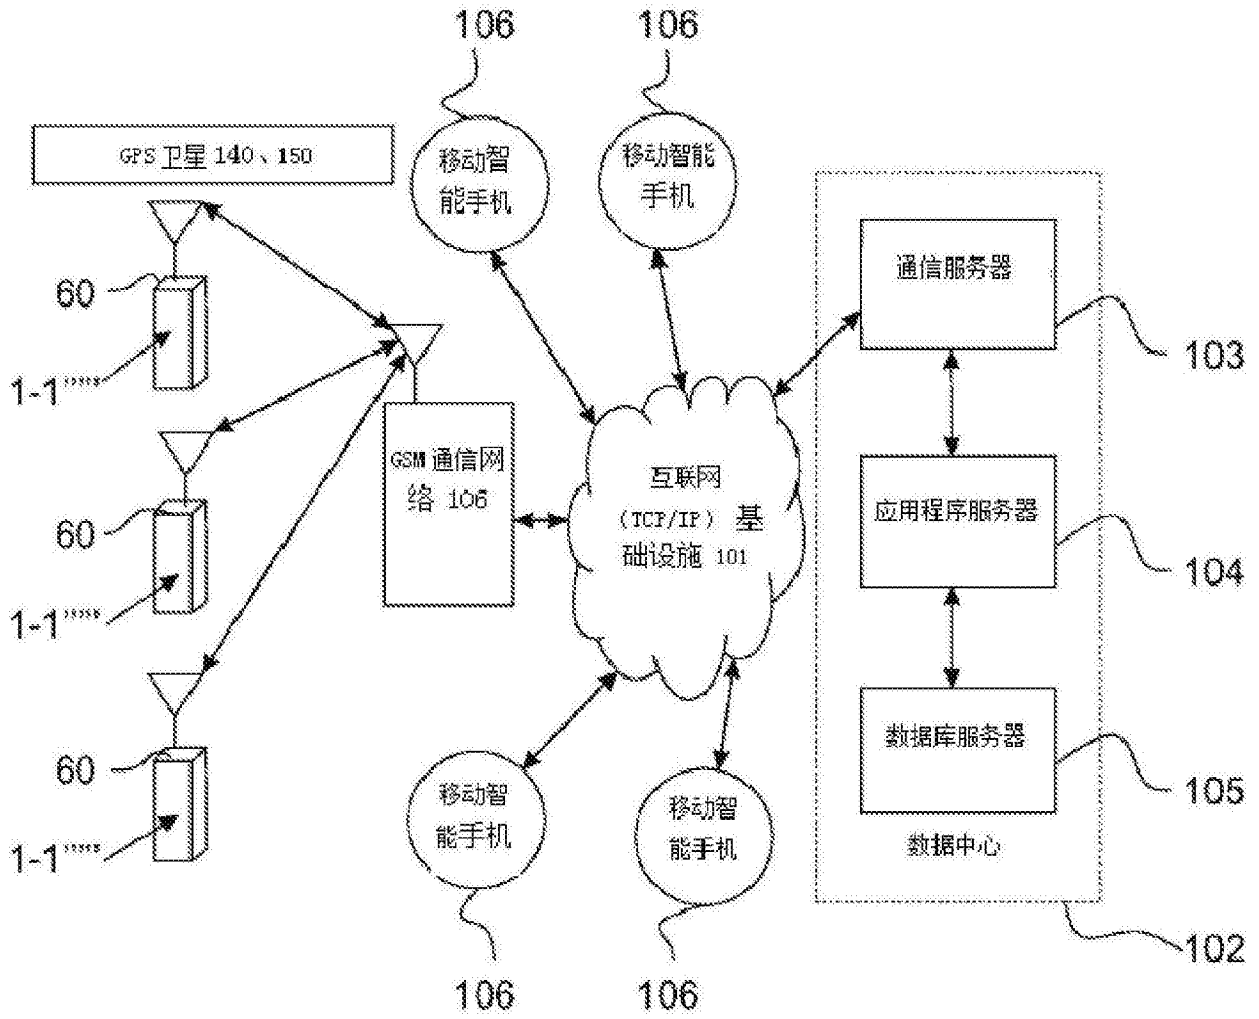 106
106
GPS 卫星 140、150
移动智
能手机
移动智能
手机
60
1-1'''''
通信服务器
103
GSM 通信网
络 106
互联网
(TCP/IP) 基
础设施 101
60
1-1'''''
应用程序服务器
104
60
1-1'''''
移动智
能手机
移动智
能手机
数据库服务器
105
数据中心
102
106
106